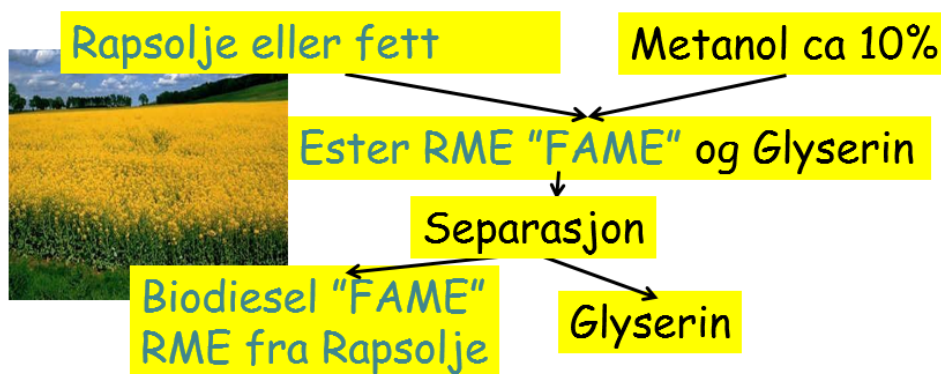 Rapsolje eller fett
Metanol ca 10%
Ester RME "FAME" og Glyserin
Separasjon
Biodiesel "FAME"
RME fra Rapsolje
Glyserin